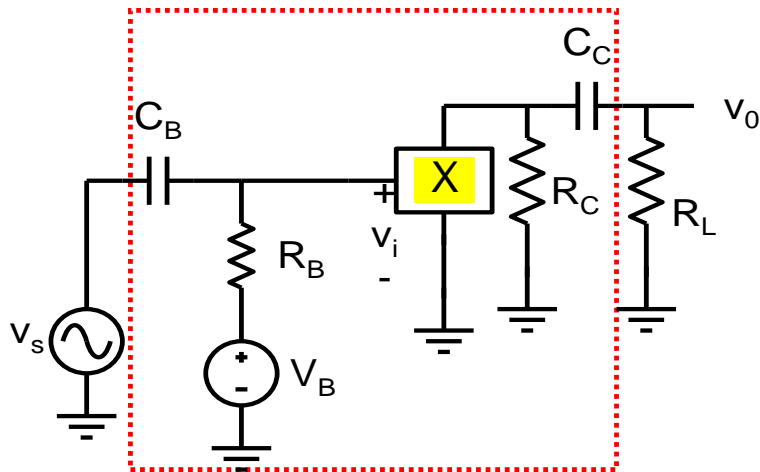 C_C
C_B
v_0
X
+
R_C
R_L
v_i
R_B
-
v_s
+
V_B
-